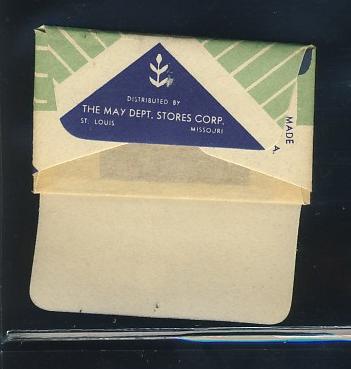 DISTRIBUTED BY
THE MAY DEPT. STORES CORP.
ST. LOUIS MISSOURI
MADE
A.